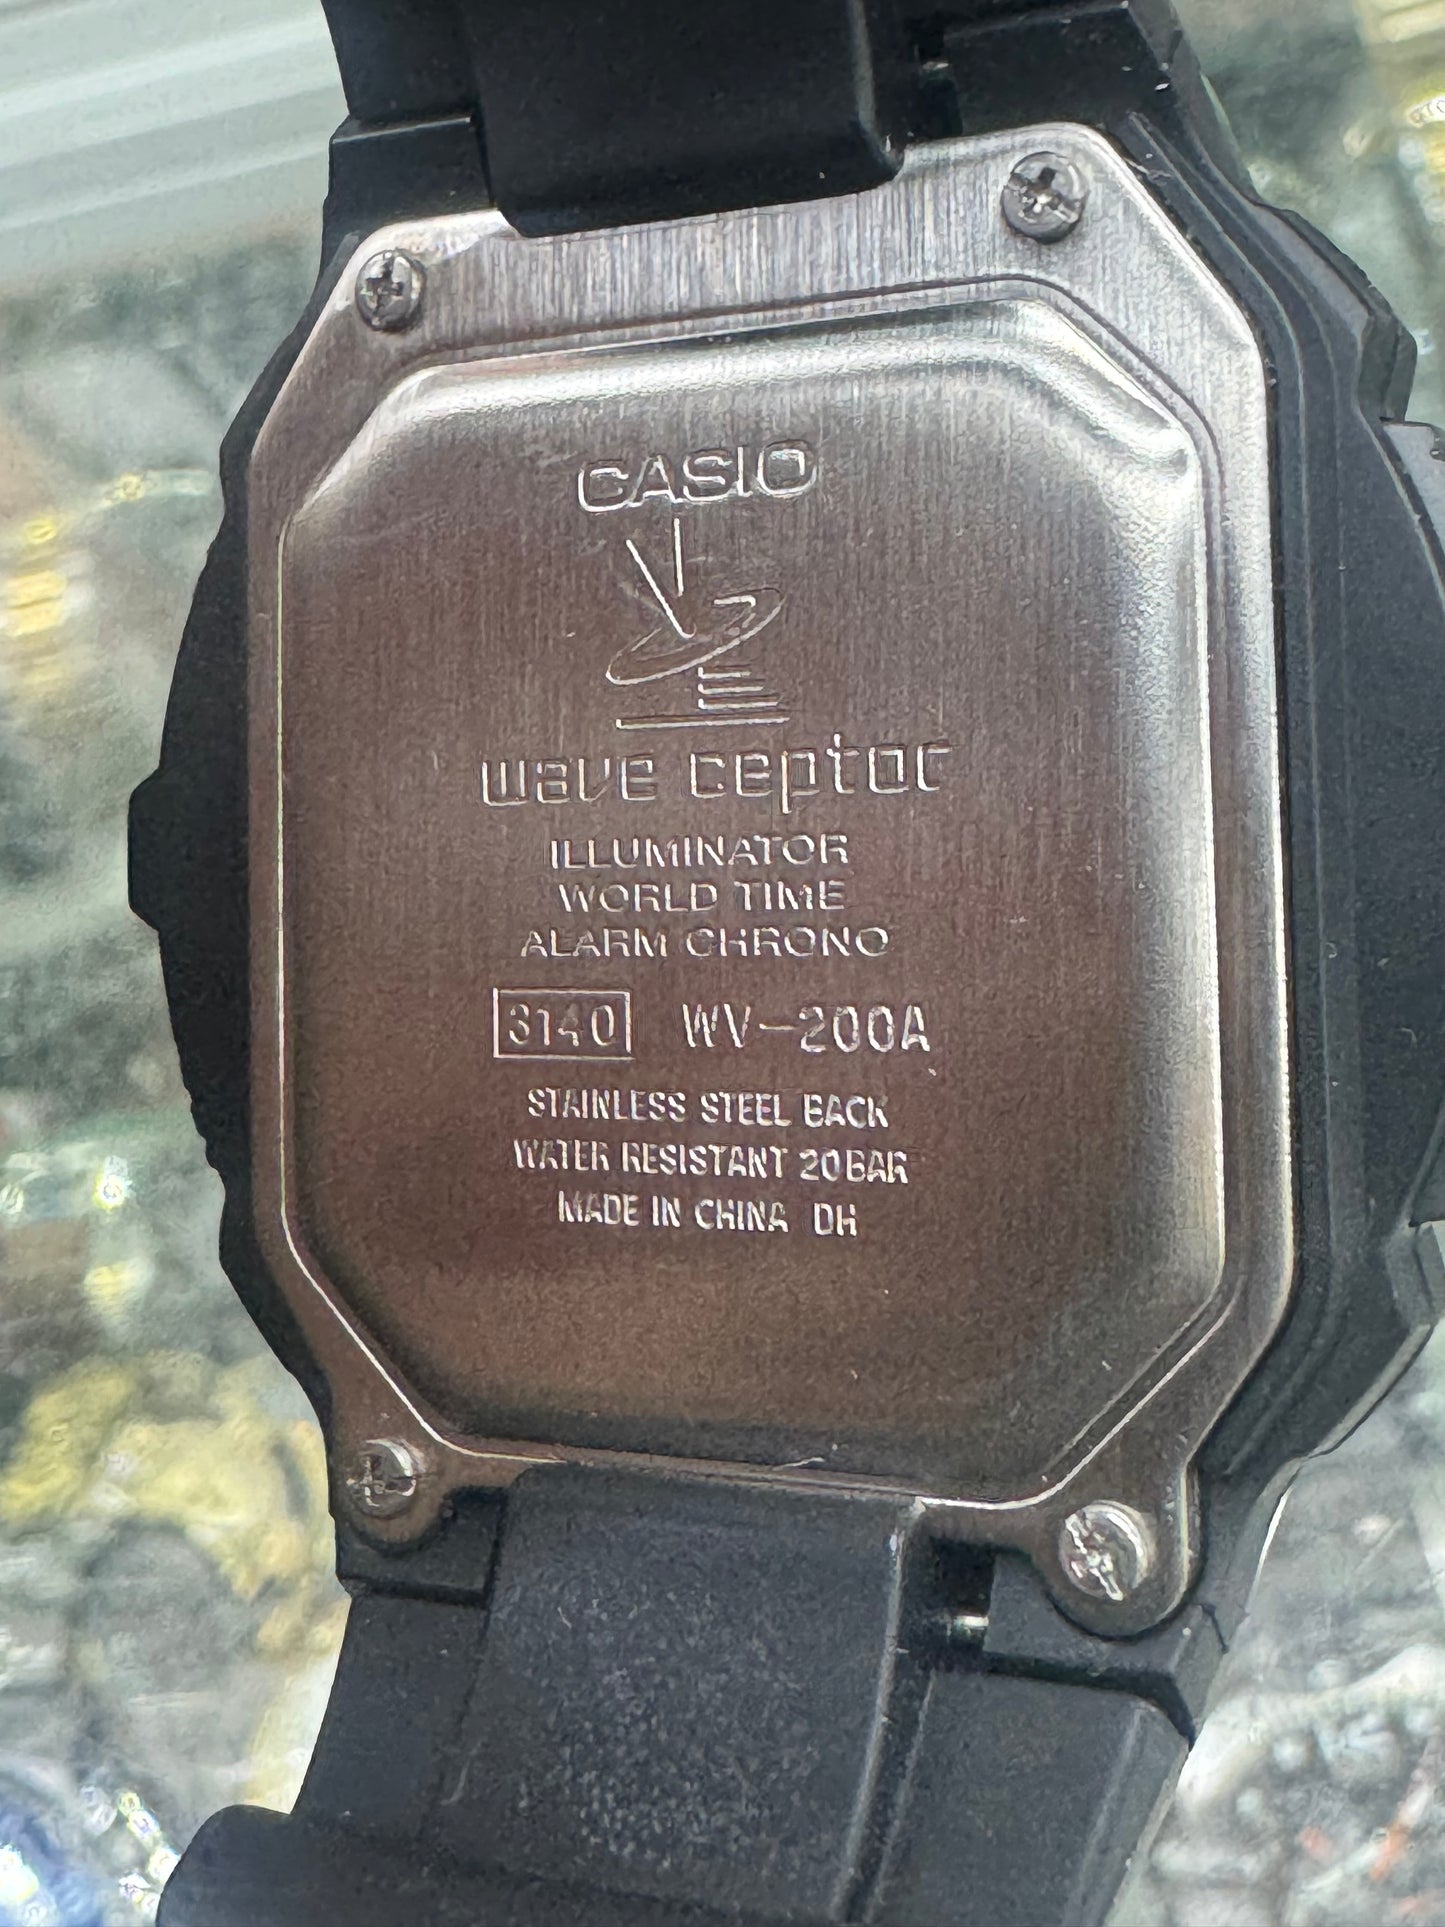 CASIO
wave ceptor
ILLUMINATOR
WORLD TIME
ALARM CHRONO
3140 WV-200A
STAINLESS STEEL BACK
WATER RESISTANT 20BAR
MADE IN CHINA DH